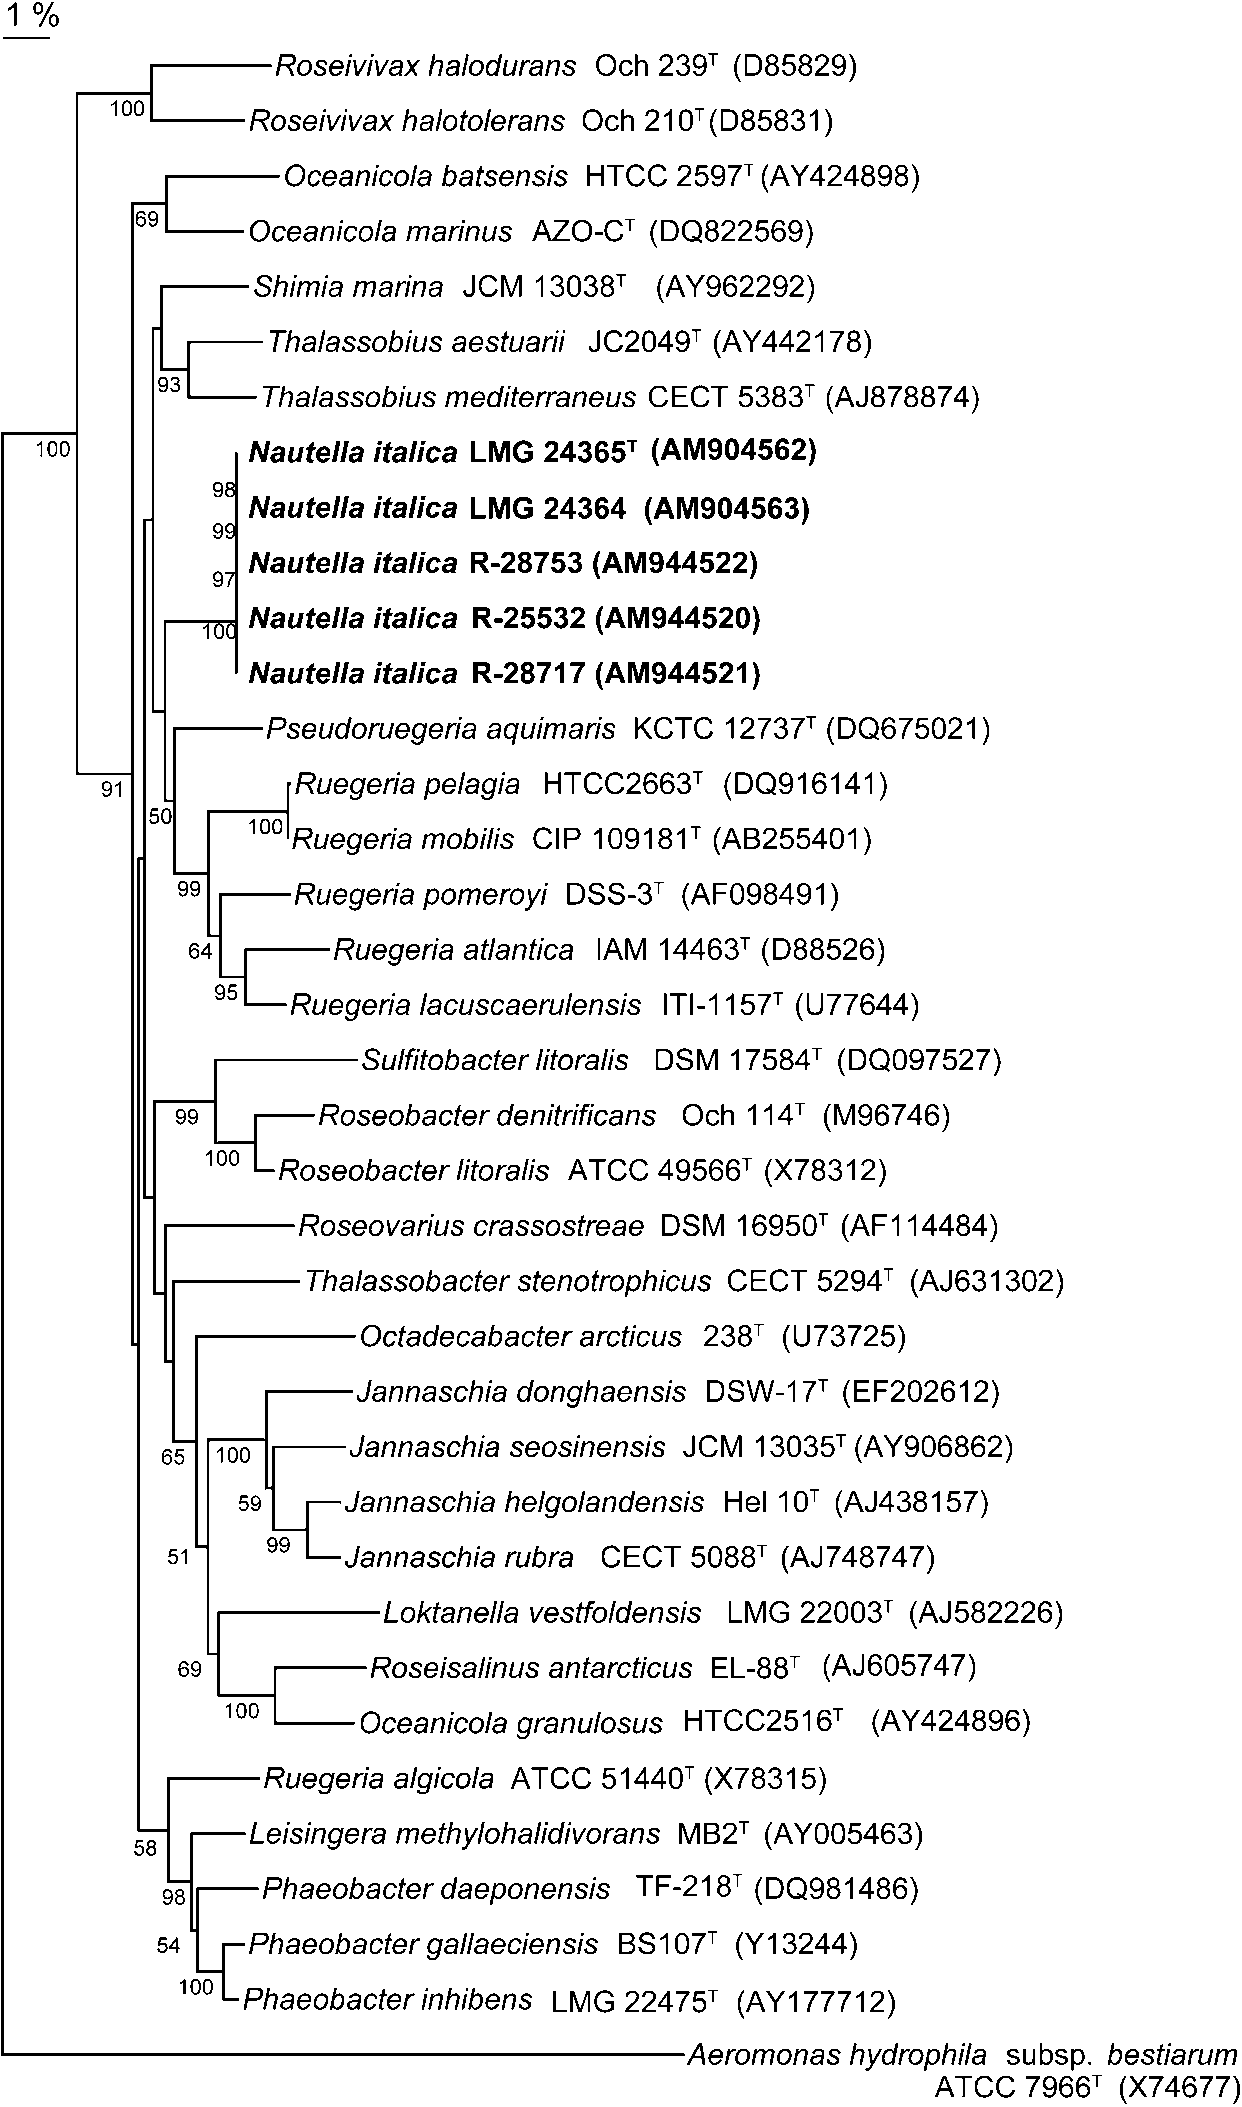 1 %
Roseivivax halodurans Och 239ᵀ (D85829)
100
Roseivivax halotolerans Och 210ᵀ (D85831)
Oceanicola batsensis HTCC 2597ᵀ (AY424898)
69
Oceanicola marinus AZO-Cᵀ (DQ822569)
Shimia marina JCM 13038ᵀ (AY962292)
Thalassobius aestuarii JC2049ᵀ (AY442178)
93
Thalassobius mediterraneus CECT 5383ᵀ (AJ878874)
100
Nautella italica LMG 24365ᵀ (AM904562)
98
Nautella italica LMG 24364 (AM904563)
99
Nautella italica R-28753 (AM944522)
97
Nautella italica R-25532 (AM944520)
100
Nautella italica R-28717 (AM944521)
Pseudoruegeria aquimaris KCTC 12737ᵀ (DQ675021)
91
Ruegeria pelagia HTCC2663ᵀ (DQ916141)
50
100
Ruegeria mobilis CIP 109181ᵀ (AB255401)
99
Ruegeria pomeroyi DSS-3ᵀ (AF098491)
64
Ruegeria atlantica IAM 14463ᵀ (D88526)
95
Ruegeria lacuscaerulensis ITI-1157ᵀ (U77644)
Sulfitobacter litoralis DSM 17584ᵀ (DQ097527)
99
Roseobacter denitrificans Och 114ᵀ (M96746)
100
Roseobacter litoralis ATCC 49566ᵀ (X78312)
Roseovarius crassostreae DSM 16950ᵀ (AF114484)
Thalassobacter stenotrophicus CECT 5294ᵀ (AJ631302)
Octadecabacter arcticus 238ᵀ (U73725)
Jannaschia donghaensis DSW-17ᵀ (EF202612)
65
100
Jannaschia seosinensis JCM 13035ᵀ (AY906862)
59
Jannaschia helgolandensis Hel 10ᵀ (AJ438157)
99
51
Jannaschia rubra CECT 5088ᵀ (AJ748747)
Loktanella vestfoldensis LMG 22003ᵀ (AJ582226)
69
Roseisalinus antarcticus EL-88ᵀ (AJ605747)
100
Oceanicola granulosus HTCC2516ᵀ (AY424896)
Ruegeria algicola ATCC 51440ᵀ (X78315)
58
Leisingera methylohalidivorans MB2ᵀ (AY005463)
98
Phaeobacter daeponensis TF-218ᵀ (DQ981486)
54
Phaeobacter gallaeciensis BS107ᵀ (Y13244)
100
Phaeobacter inhibens LMG 22475ᵀ (AY177712)
Aeromonas hydrophila subsp. bestiarum
ATCC 7966ᵀ (X74677)